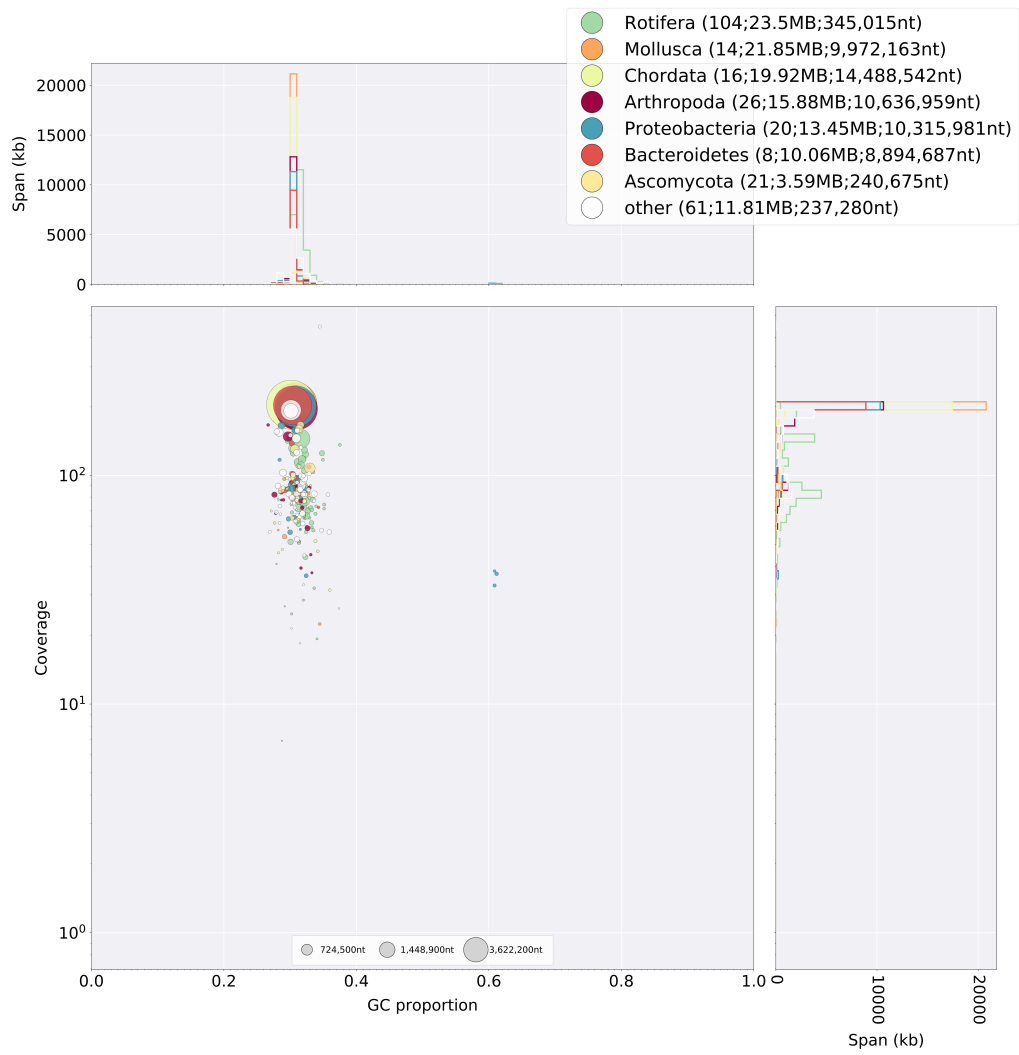 Rotifera (104;23.5MB;345,015nt)
Mollusca (14;21.85MB;9,972,163nt)
Chordata (16;19.92MB;14,488,542nt)
Arthropoda (26;15.88MB;10,636,959nt)
Proteobacteria (20;13.45MB;10,315,981nt)
Bacteroidetes (8;10.06MB;8,894,687nt)
Ascomycota (21;3.59MB;240,675nt)
other (61;11.81MB;237,280nt)
Span (kb)
20000
15000
10000
5000
0
Coverage
10²
10¹
10⁰
724,500nt 1,448,900nt 3,622,200nt
0.0 0.2 0.4 0.6 0.8 1.0
GC proportion
0 10000 20000
Span (kb)